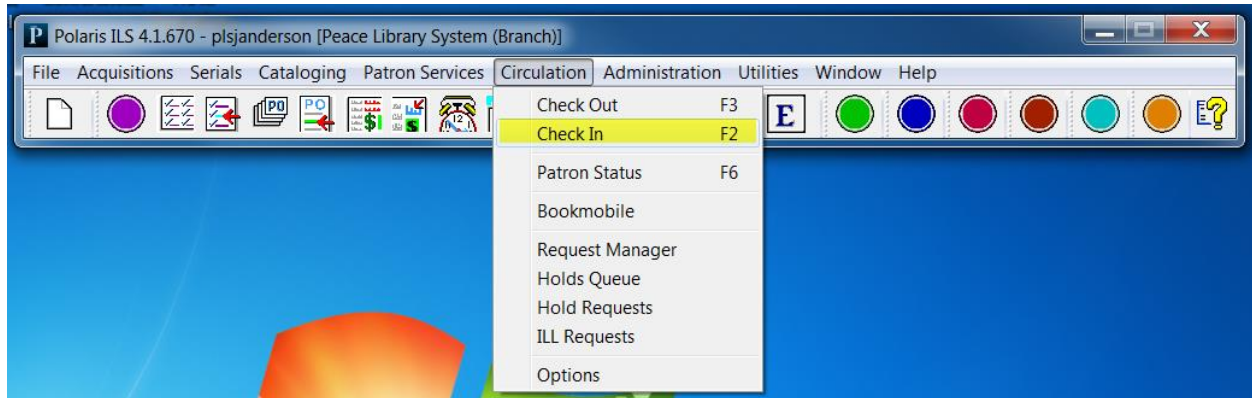 Polaris ILS 4.1.670 - plsjanderson [Peace Library System (Branch)]
File Acquisitions Serials Cataloging Patron Services Circulation Administration Utilities Window Help
Check Out F3
Check In F2
Patron Status F6
Bookmobile
Request Manager
Holds Queue
Hold Requests
ILL Requests
Options